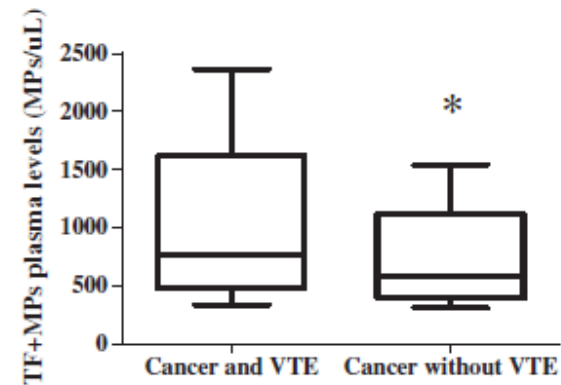 TF+MPs plasma levels (MPs/uL)
2500
2000
1500
1000
500
0
*
Cancer and VTE
Cancer without VTE